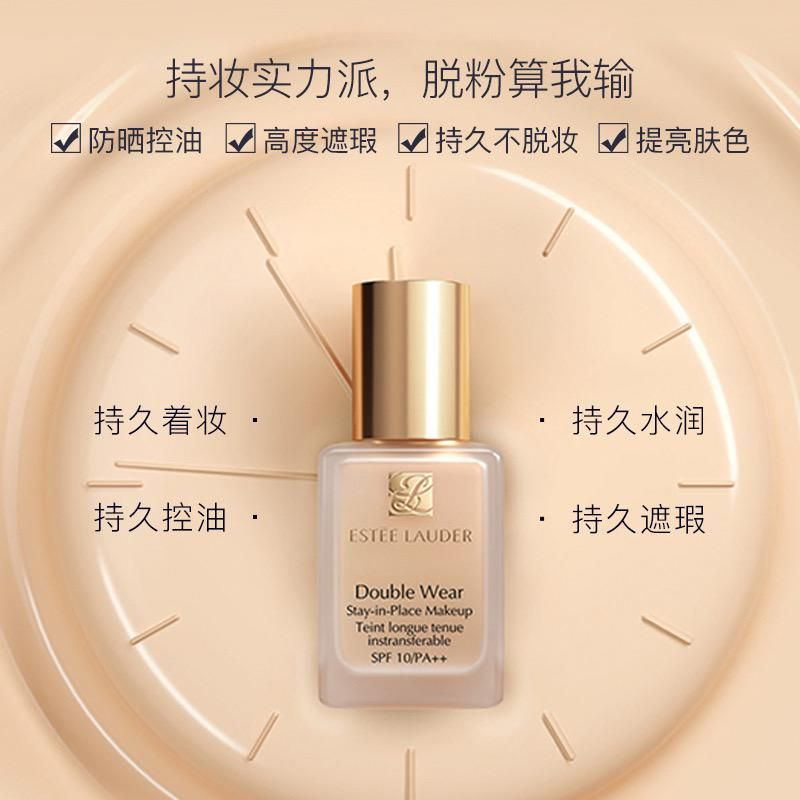 持妆实力派，脱粉算我输
防晒控油 高度遮瑕 持久不脱妆 提亮肤色
持久着妆 · · 持久水润
持久控油 · · 持久遮瑕
ESTĒE LAUDER
Double Wear
Stay-in-Place Makeup
Teint longue tenue
instransferable
SPF 10/PA++